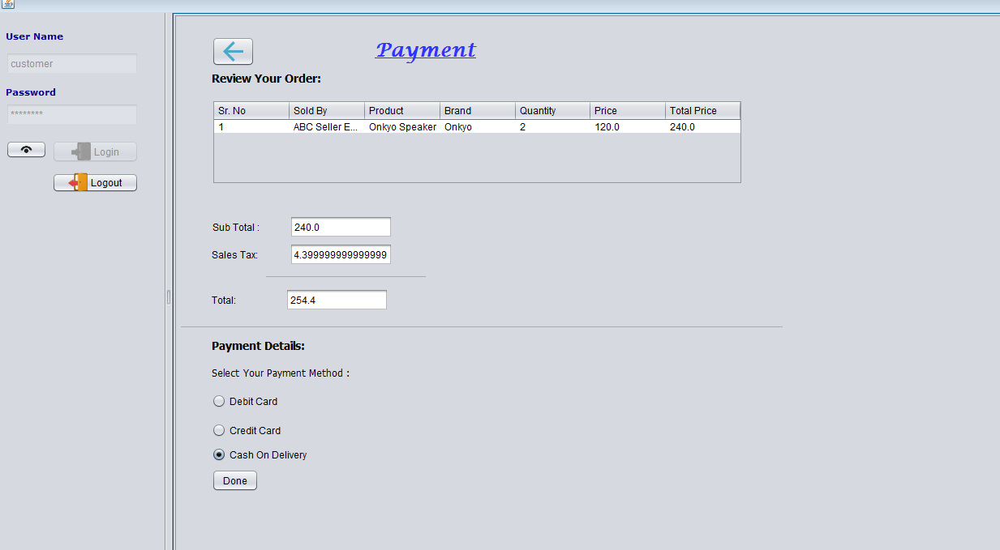 User Name
customer
Password
********
Login
Logout
Payment
Review Your Order:
Sr. No Sold By Product Brand Quantity Price Total Price
1 ABC Seller E... Onkyo Speaker Onkyo 2 120.0 240.0
Sub Total : 240.0
Sales Tax: 4.399999999999999
Total: 254.4
Payment Details:
Select Your Payment Method :
Debit Card
Credit Card
Cash On Delivery
Done